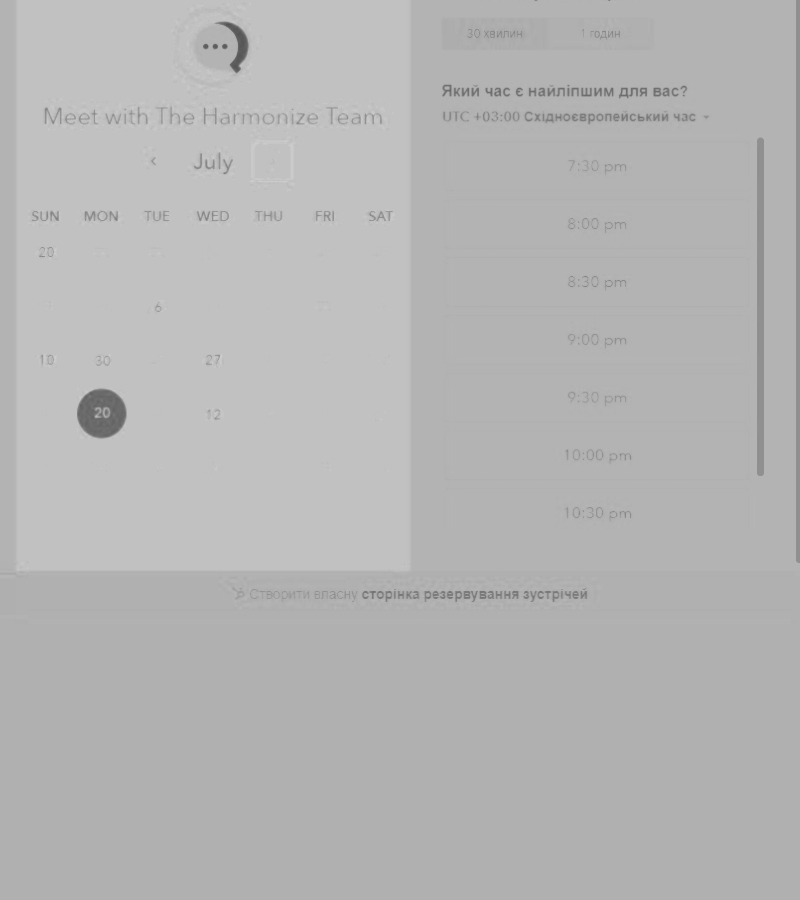 30 хвилин
1 годин
Meet with The Harmonize Team
Який час є найліпшим для вас?
UTC +03:00 Східноєвропейський час
July
SUN MON TUE WED THU FRI SAT
20
6
10 30 27
20 12
7:30 pm
8:00 pm
8:30 pm
9:00 pm
9:30 pm
10:00 pm
10:30 pm
Створити власну сторінка резервування зустрічей